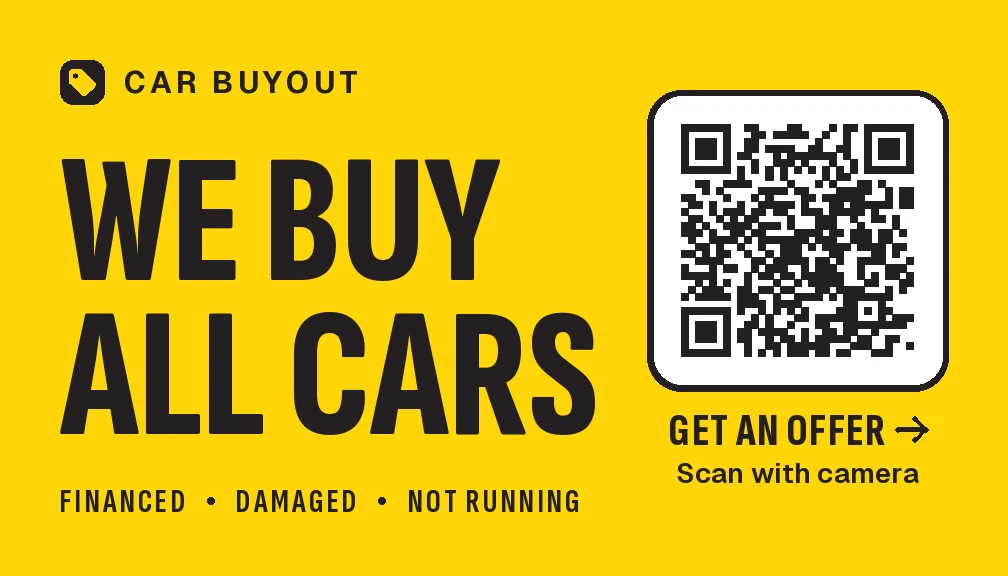 CAR BUYOUT
WE BUY
ALL CARS
FINANCED • DAMAGED • NOT RUNNING
GET AN OFFER →
Scan with camera